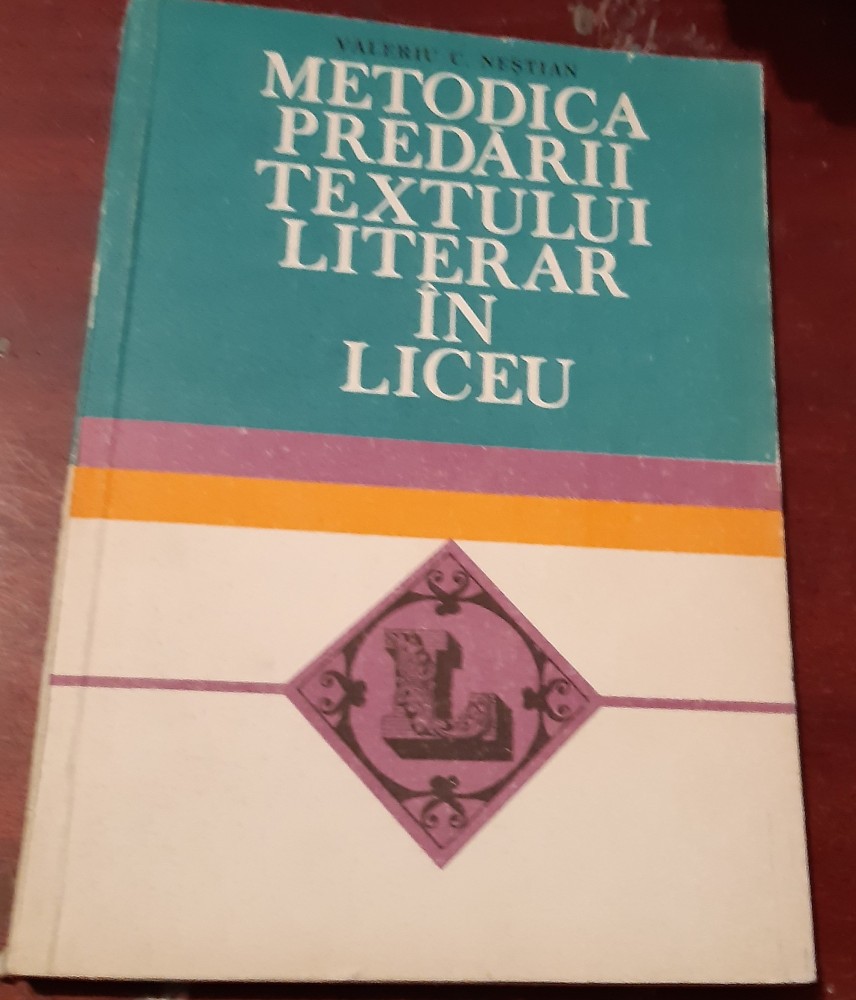 VALERIU C. NEȘTIAN
METODICA
PREDĂRII
TEXTULUI
LITERAR
ÎN
LICEU
L